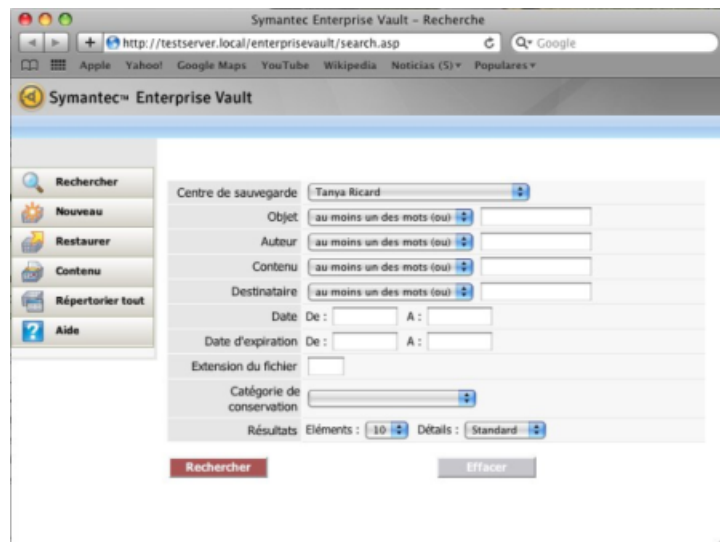 Symantec Enterprise Vault – Recherche
http://testserver.local/enterprisevault/search.asp
Google
Apple Yahoo! Google Maps YouTube Wikipedia Noticias (5) Populares
Symantec™ Enterprise Vault
Rechercher
Nouveau
Restaurer
Contenu
Répertorier tout
Aide
Centre de sauvegarde Tanya Ricard
Objet au moins un des mots (ou)
Auteur au moins un des mots (ou)
Contenu au moins un des mots (ou)
Destinataire au moins un des mots (ou)
Date De : A :
Date d'expiration De : A :
Extension du fichier
Catégorie de
conservation
Résultats Eléments : 10 Détails : Standard
Rechercher Effacer